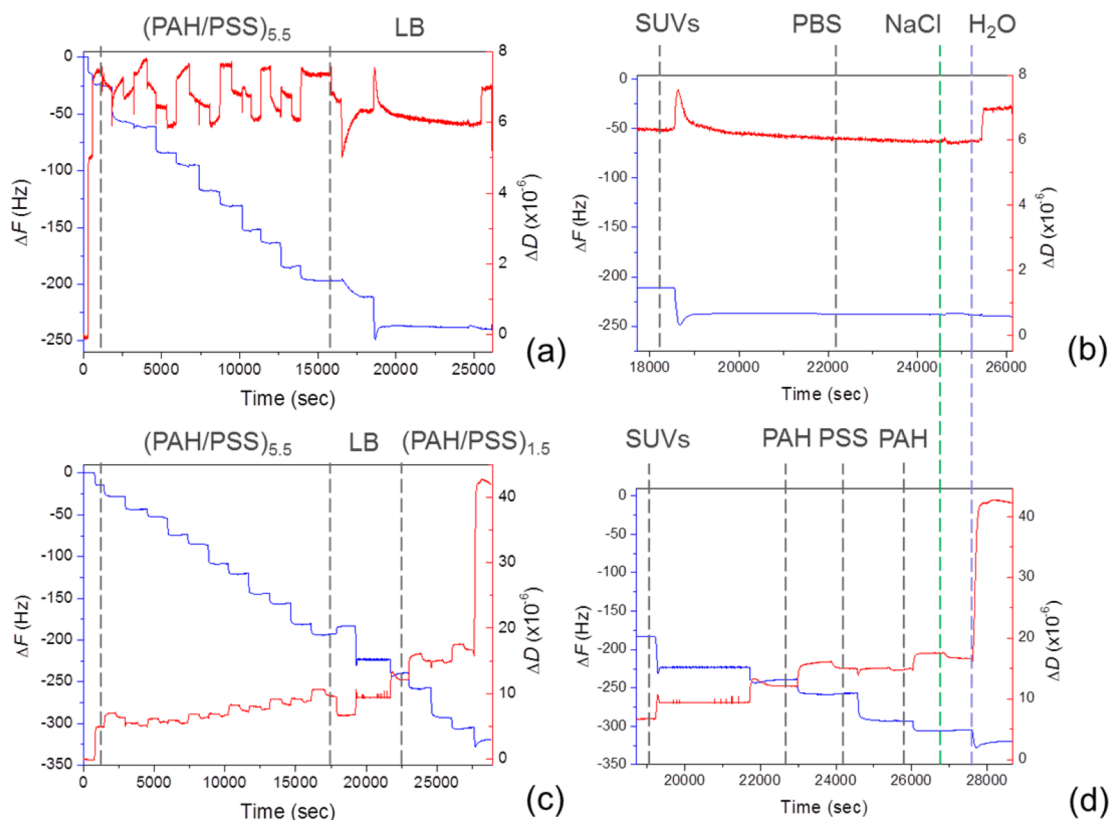 (PAH/PSS)5.5 LB
0
-50
-100
-150
-200
-250
ΔF (Hz)
8
6
4
2
0
ΔD (x10-6)
0 5000 10000 15000 20000 25000
Time (sec)
(a)
SUVs PBS NaCl H2O
0
-50
-100
-150
-200
-250
ΔF (Hz)
8
6
4
2
0
ΔD (x10-6)
18000 20000 22000 24000 26000
Time (sec)
(b)
(PAH/PSS)5.5 LB (PAH/PSS)1.5
0
-50
-100
-150
-200
-250
-300
-350
ΔF (Hz)
40
30
20
10
0
ΔD (x10-6)
0 5000 10000 15000 20000 25000
Time (sec)
(c)
SUVs PAH PSS PAH
0
-50
-100
-150
-200
-250
-300
-350
ΔF (Hz)
40
30
20
10
0
ΔD (x10-6)
20000 22000 24000 26000 28000
Time (sec)
(d)